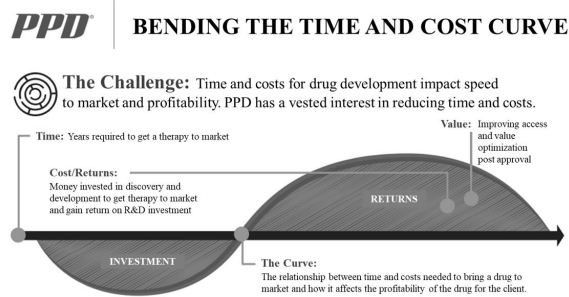 PPD®
BENDING THE TIME AND COST CURVE
The Challenge: Time and costs for drug development impact speed
to market and profitability. PPD has a vested interest in reducing time and costs.
Time: Years required to get a therapy to market
Value: Improving access
and value
optimization
post approval
Cost/Returns:
Money invested in discovery and
development to get therapy to market
and gain return on R&D investment
RETURNS
INVESTMENT
The Curve:
The relationship between time and costs needed to bring a drug to
market and how it affects the profitability of the drug for the client.